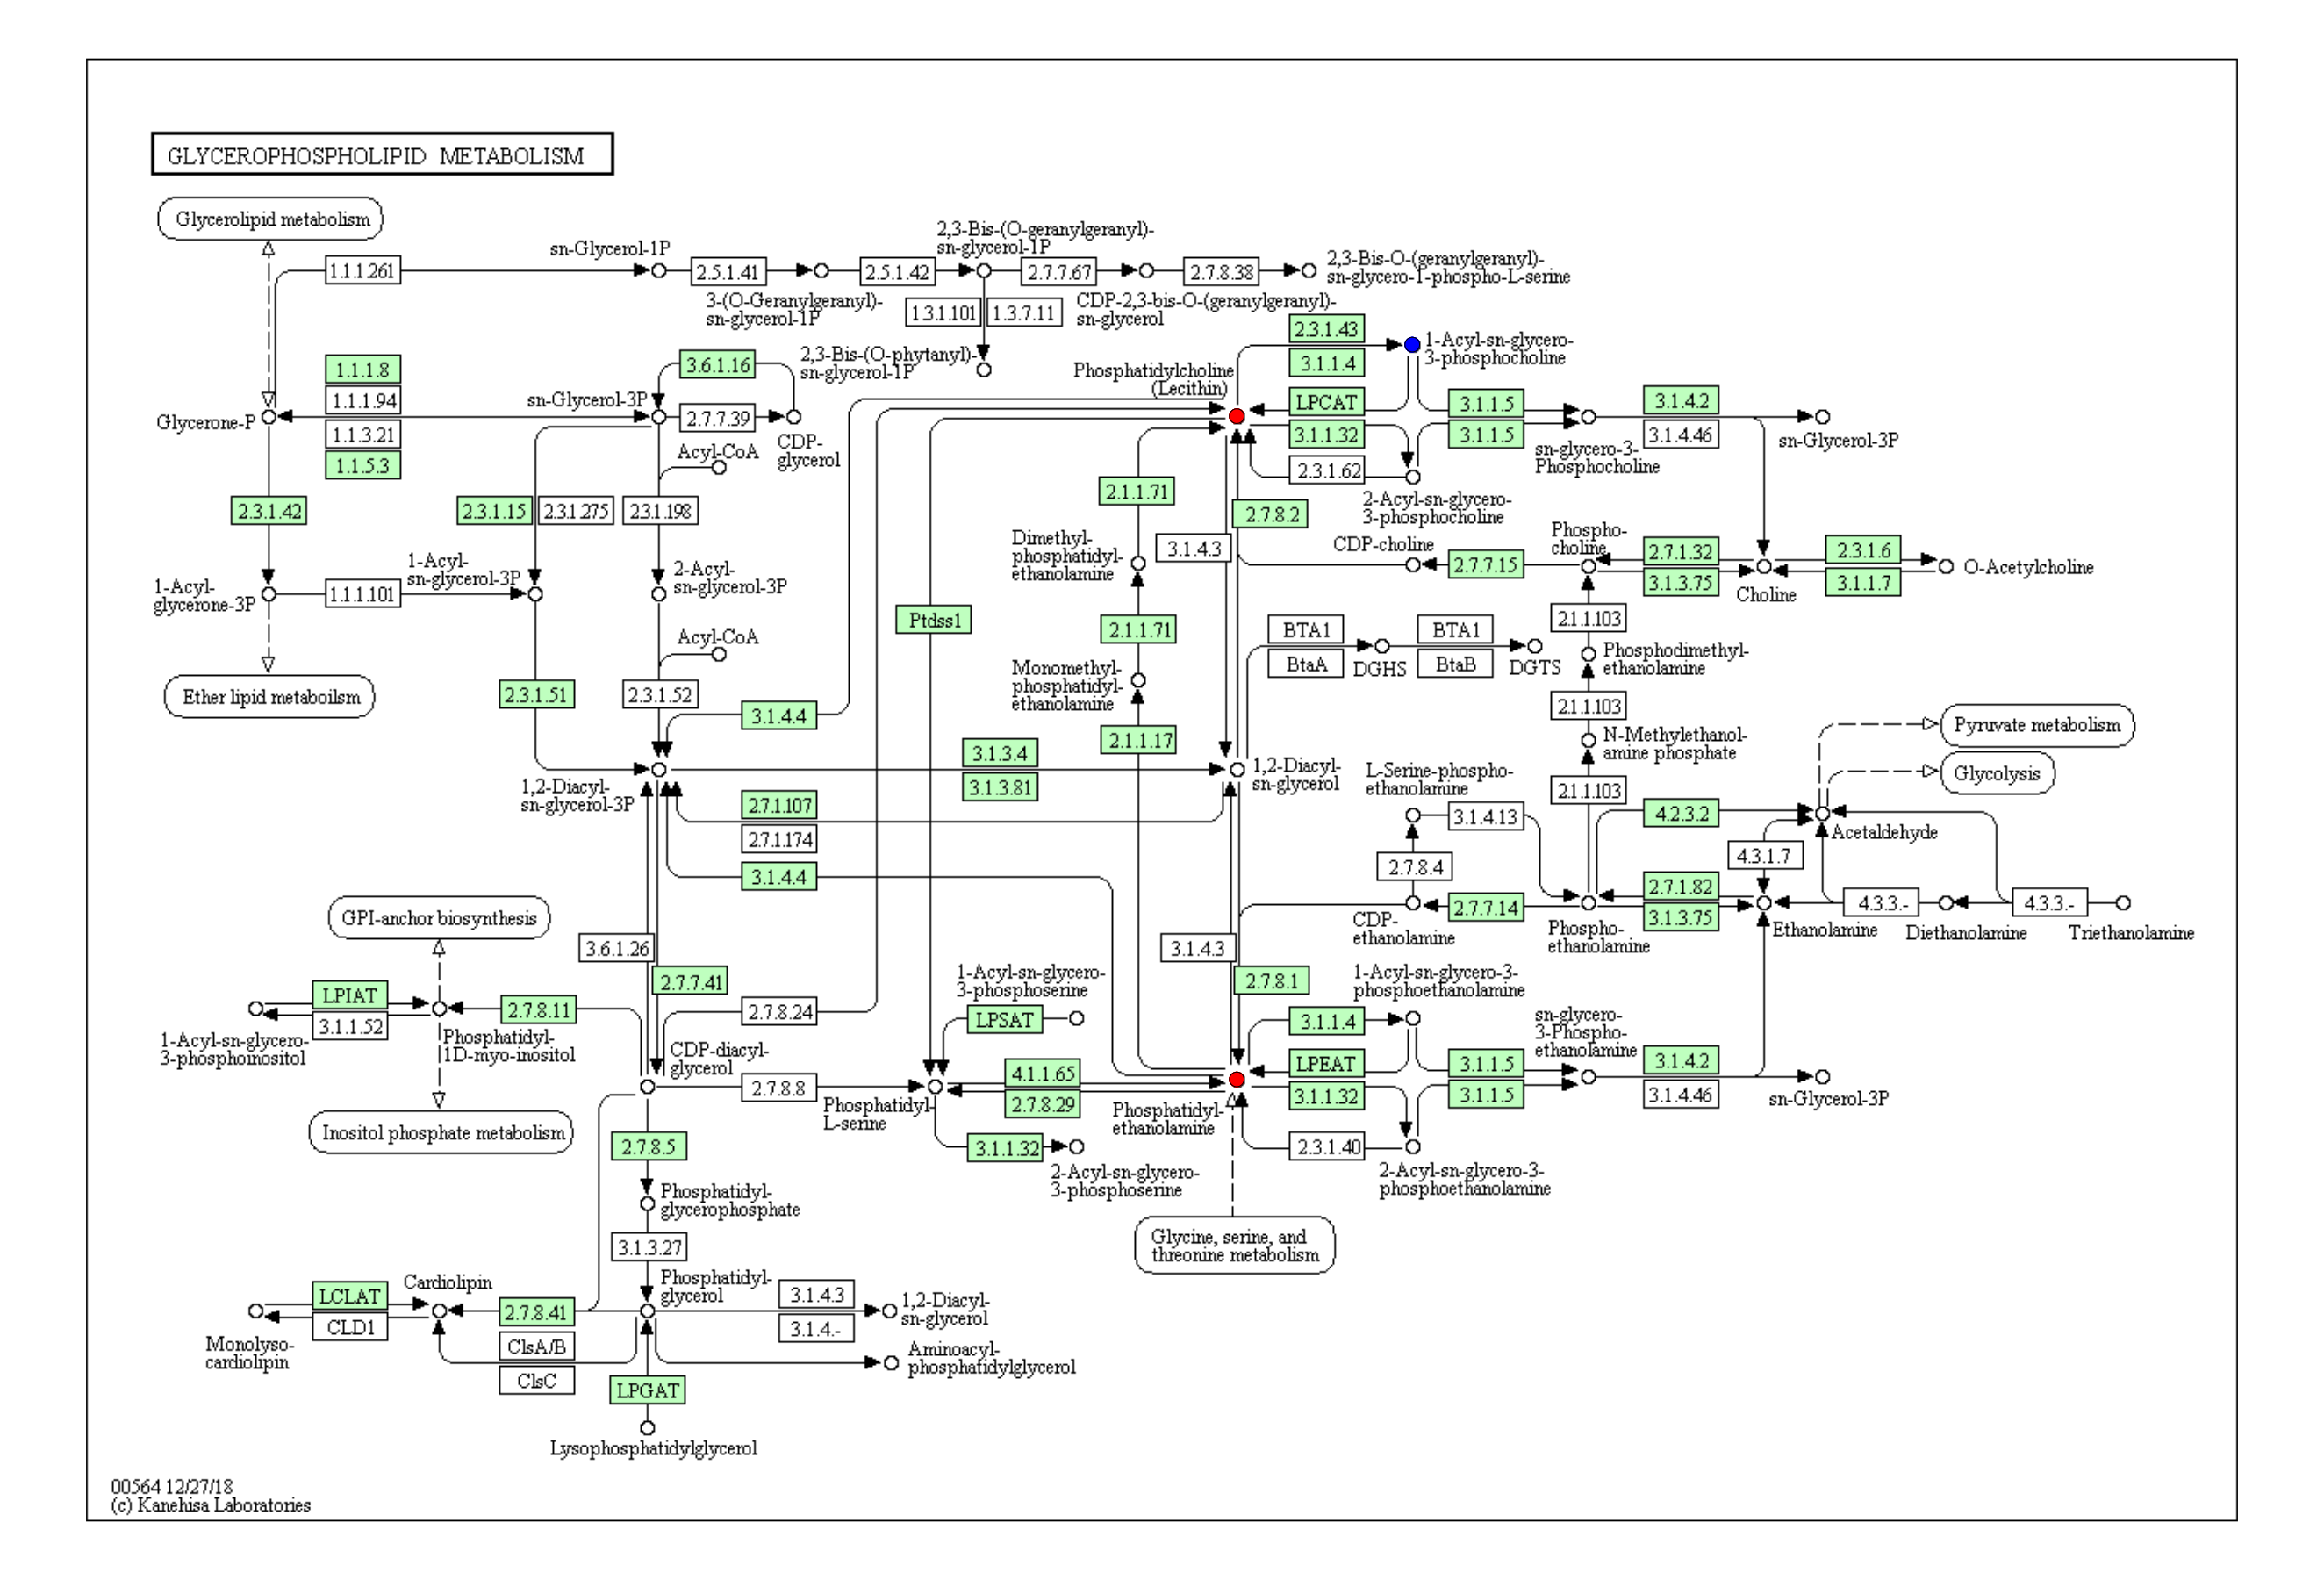 GLYCEROPHOSPHOLIPID METABOLISM
Glycerolipid metabolism
1.1.1.261
sn-Glycerol-1P
2.5.1.41
3-(O-Geranylgeranyl)-
sn-glycerol-1P
2.5.1.42
2,3-Bis-(O-geranylgeranyl)-
sn-glycerol-1P
2.7.7.67
CDP-2,3-bis-O-(geranylgeranyl)-
sn-glycerol
2.7.8.38
2,3-Bis-O-(geranylgeranyl)-
sn-glycero-1-phospho-L-serine
1.3.1.101
1.3.7.11
2,3-Bis-(O-phytanyl)-
sn-glycerol-1P
Glycerone-P
1.1.1.8
1.1.1.94
1.1.3.21
1.1.5.3
sn-Glycerol-3P
3.6.1.16
2.7.7.39
CDP-
glycerol
Acyl-CoA
2.3.1.42
2.3.1.15
2.3.1.275
2.3.1.198
1-Acyl-
glycerone-3P
1.1.1.101
1-Acyl-
sn-glycerol-3P
2-Acyl-
sn-glycerol-3P
Acyl-CoA
Ether lipid metaboilsm
2.3.1.51
2.3.1.52
3.1.4.4
1,2-Diacyl-
sn-glycerol-3P
3.1.3.4
3.1.3.81
2.7.1.107
2.7.1.174
3.1.4.4
Phosphatidylcholine
(Lecithin)
2.3.1.43
3.1.1.4
1-Acyl-sn-glycero-
3-phosphocholine
LPCAT
3.1.1.32
2.3.1.62
2-Acyl-sn-glycero-
3-phosphocholine
3.1.1.5
3.1.1.5
sn-glycero-3-
Phosphocholine
3.1.4.2
3.1.4.46
sn-Glycerol-3P
2.1.1.71
Dimethyl-
phosphatidyl-
ethanolamine
2.1.1.71
Monomethyl-
phosphatidyl-
ethanolamine
2.1.1.17
Ptdss1
3.1.4.3
2.7.8.2
CDP-choline
2.7.7.15
Phospho-
choline
2.7.1.32
3.1.3.75
Choline
2.3.1.6
3.1.1.7
O-Acetylcholine
BTA1
BtaA
DGHS
BTA1
BtaB
DGTS
2.1.1.103
Phosphodimethyl-
ethanolamine
2.1.1.103
N-Methylethanol-
amine phosphate
2.1.1.103
Pyruvate metabolism
Glycolysis
1,2-Diacyl-
sn-glycerol
L-Serine-phospho-
ethanolamine
3.1.4.13
2.7.8.4
CDP-
ethanolamine
2.7.7.14
Phospho-
ethanolamine
4.2.3.2
Acetaldehyde
4.3.1.7
2.7.1.82
3.1.3.75
Ethanolamine
4.3.3.-
Diethanolamine
4.3.3.-
Triethanolamine
GPI-anchor biosynthesis
3.6.1.26
2.7.7.41
LPIAT
3.1.1.52
1-Acyl-sn-glycero-
3-phosphoinositol
Phosphatidyl-
1D-myo-inositol
2.7.8.11
2.7.8.24
CDP-diacyl-
glycerol
2.7.8.8
Inositol phosphate metabolism
1-Acyl-sn-glycero-
3-phosphoserine
LPSAT
Phosphatidyl-
L-serine
4.1.1.65
2.7.8.29
3.1.1.32
2-Acyl-sn-glycero-
3-phosphoserine
3.1.4.3
2.7.8.1
Phosphatidyl-
ethanolamine
1-Acyl-sn-glycero-3-
phosphoethanolamine
3.1.1.4
LPEAT
3.1.1.32
2.3.1.40
2-Acyl-sn-glycero-3-
phosphoethanolamine
3.1.1.5
3.1.1.5
sn-glycero-
3-Phospho-
ethanolamine
3.1.4.2
3.1.4.46
sn-Glycerol-3P
Glycine, serine, and
threonine metabolism
2.7.8.5
Phosphatidyl-
glycerophosphate
3.1.3.27
Phosphatidyl-
glycerol
3.1.4.3
3.1.4.-
1,2-Diacyl-
sn-glycerol
Aminoacyl-
phosphatidylglycerol
LCLAT
CLD1
Monolyso-
cardiolipin
Cardiolipin
2.7.8.41
ClsA/B
ClsC
LPGAT
Lysophosphatidylglycerol
00564 12/27/18
(c) Kanehisa Laboratories